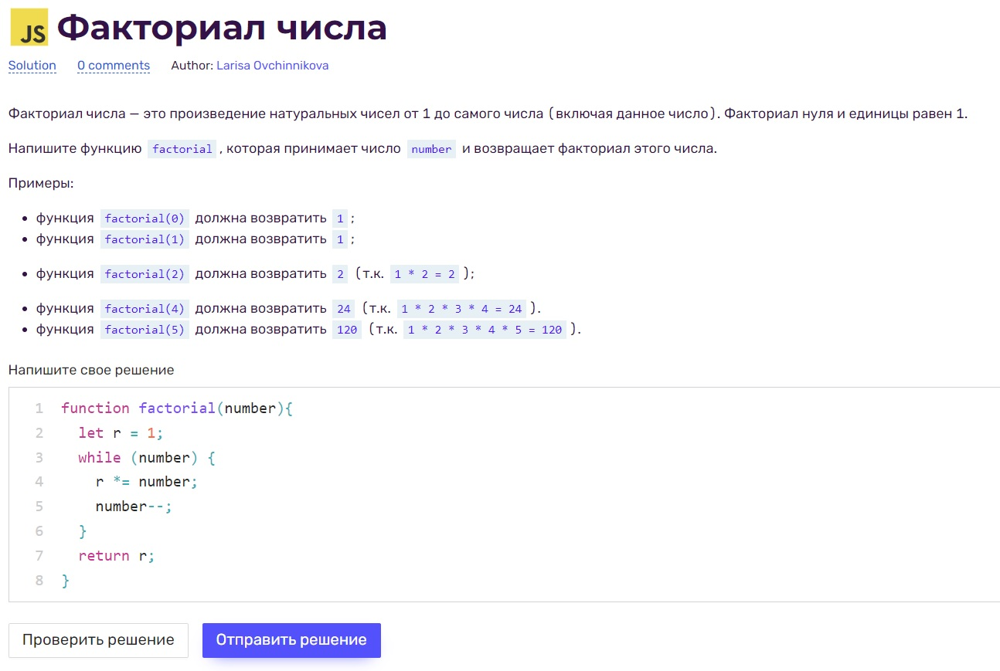 JS Факториал числа
Solution 0 comments Author: Larisa Ovchinnikova
Факториал числа — это произведение натуральных чисел от 1 до самого числа (включая данное число). Факториал нуля и единицы равен 1.
Напишите функцию factorial , которая принимает число number и возвращает факториал этого числа.
Примеры:
• функция factorial(0) должна возвратить 1 ;
• функция factorial(1) должна возвратить 1 ;
• функция factorial(2) должна возвратить 2 (т.к. 1 * 2 = 2 );
• функция factorial(4) должна возвратить 24 (т.к. 1 * 2 * 3 * 4 = 24 ).
• функция factorial(5) должна возвратить 120 (т.к. 1 * 2 * 3 * 4 * 5 = 120 ).
Напишите свое решение
1 function factorial(number){
2 let r = 1;
3 while (number) {
4 r *= number;
5 number--;
6 }
7 return r;
8 }
Проверить решение Отправить решение